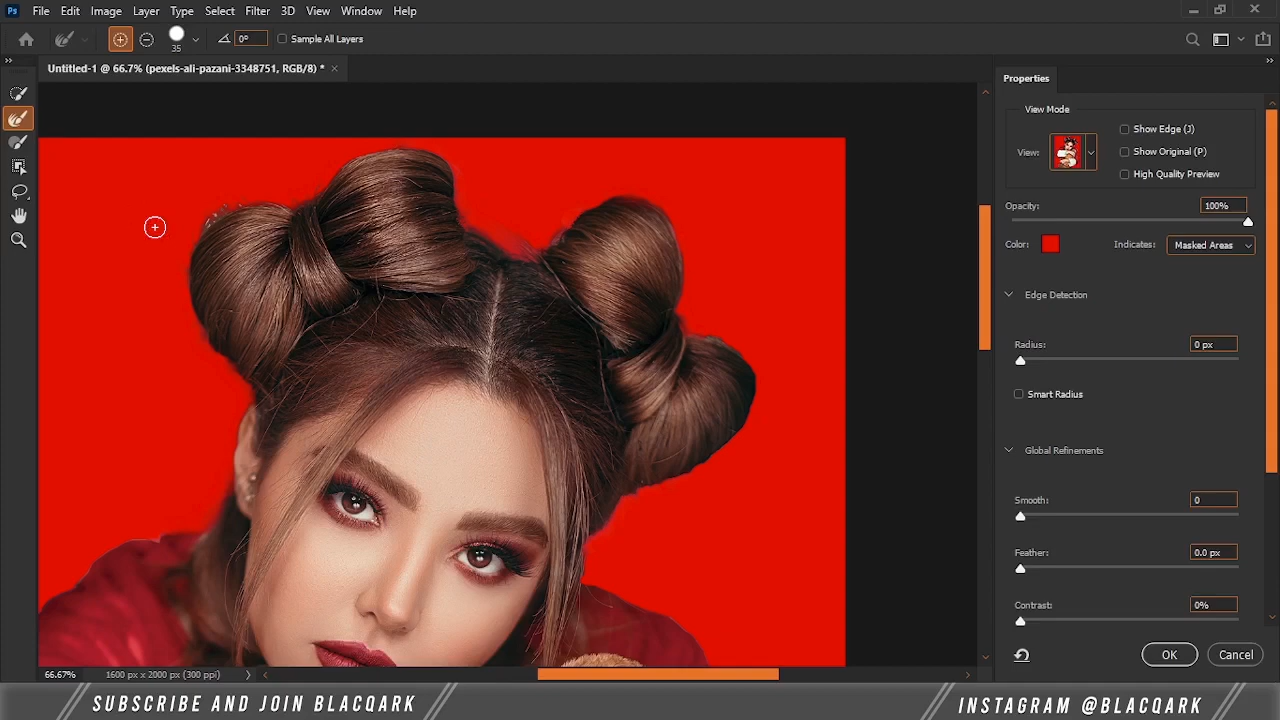 Ps File Edit Image Layer Type Select Filter 3D View Window Help
35 0° Sample All Layers
Untitled-1 @ 66.7% (pexels-ali-pazani-3348751, RGB/8) *
Properties
View Mode
Show Edge (J)
View: Show Original (P)
High Quality Preview
Opacity: 100%
Color: Indicates: Masked Areas
Edge Detection
Radius: 0 px
Smart Radius
Global Refinements
Smooth: 0
Feather: 0.0 px
Contrast: 0%
OK Cancel
66.67% 1600 px x 2000 px (300 ppi)
SUBSCRIBE AND JOIN BLACQARK INSTAGRAM @BLACQARK